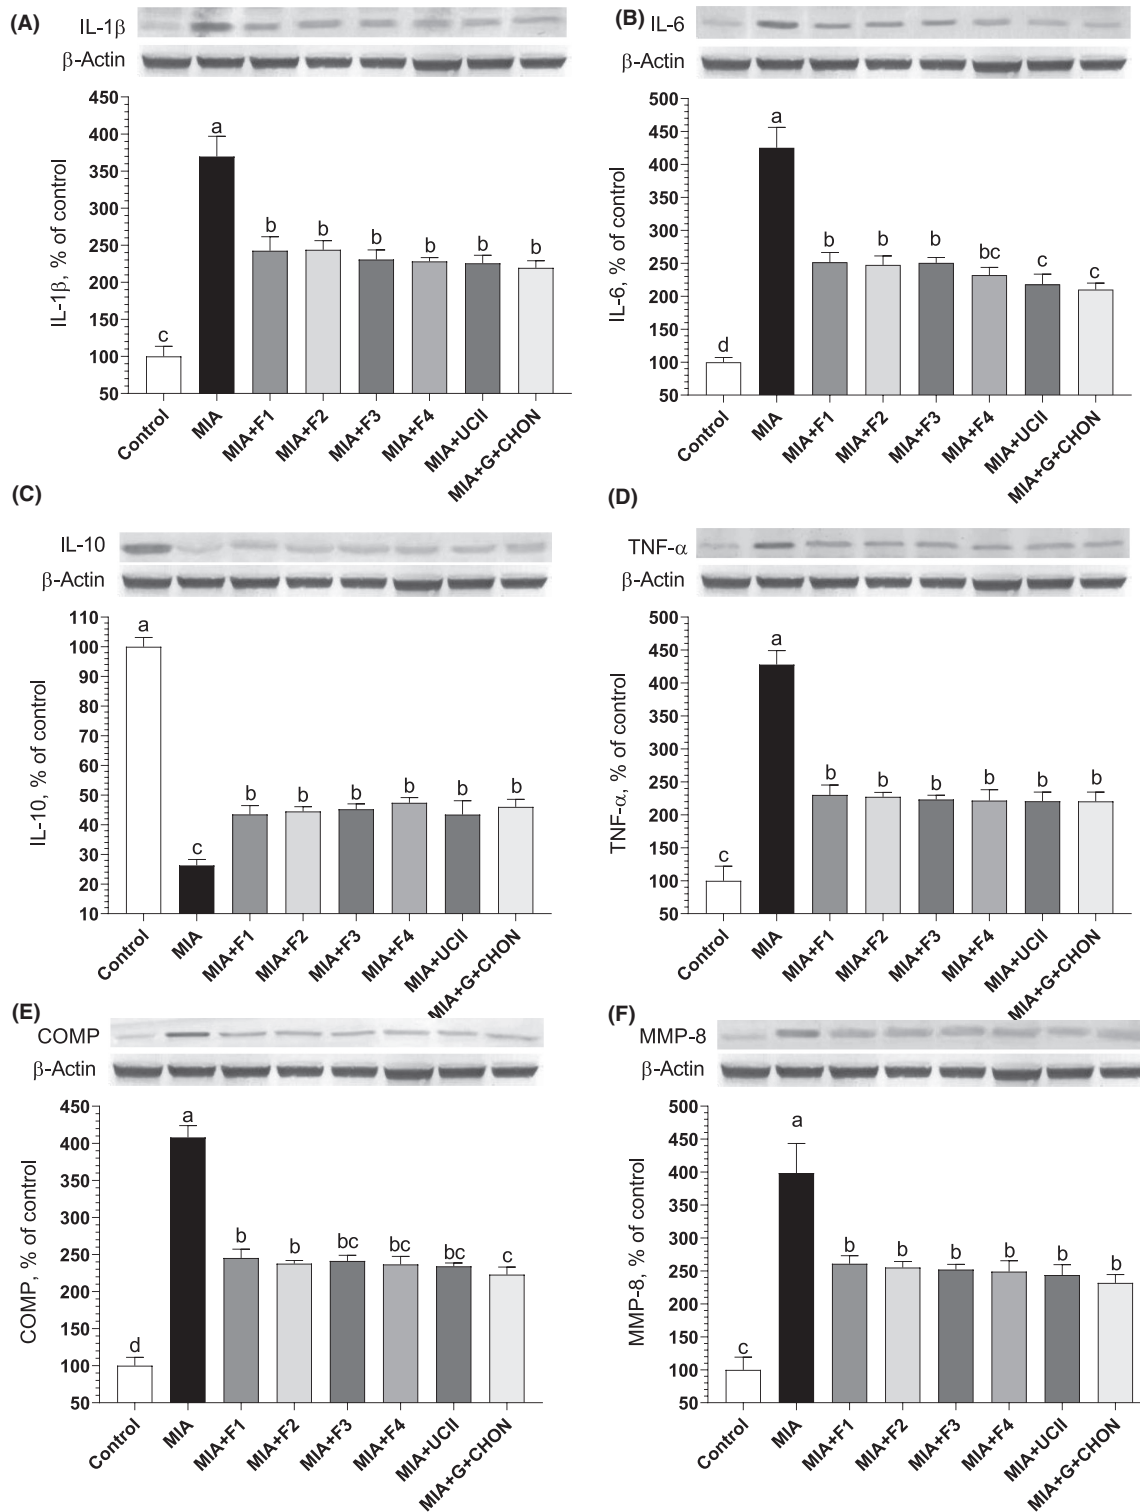 (A)
IL-1β
β-Actin
IL-1β, % of control
450
400
350
300
250
200
150
100
50
c
a
b
b
b
b
b
b
Control
MIA
MIA+F1
MIA+F2
MIA+F3
MIA+F4
MIA+UCII
MIA+G+CHON
(B)
IL-6
β-Actin
IL-6, % of control
500
450
400
350
300
250
200
150
100
50
d
a
b
b
b
bc
c
c
Control
MIA
MIA+F1
MIA+F2
MIA+F3
MIA+F4
MIA+UCII
MIA+G+CHON
(C)
IL-10
β-Actin
IL-10, % of control
110
100
90
80
70
60
50
40
30
20
10
a
c
b
b
b
b
b
b
Control
MIA
MIA+F1
MIA+F2
MIA+F3
MIA+F4
MIA+UCII
MIA+G+CHON
(D)
TNF-α
β-Actin
TNF-α, % of control
500
450
400
350
300
250
200
150
100
50
c
a
b
b
b
b
b
b
Control
MIA
MIA+F1
MIA+F2
MIA+F3
MIA+F4
MIA+UCII
MIA+G+CHON
(E)
COMP
β-Actin
COMP, % of control
450
400
350
300
250
200
150
100
50
d
a
b
b
bc
bc
bc
c
Control
MIA
MIA+F1
MIA+F2
MIA+F3
MIA+F4
MIA+UCII
MIA+G+CHON
(F)
MMP-8
β-Actin
MMP-8, % of control
500
450
400
350
300
250
200
150
100
50
c
a
b
b
b
b
b
b
Control
MIA
MIA+F1
MIA+F2
MIA+F3
MIA+F4
MIA+UCII
MIA+G+CHON